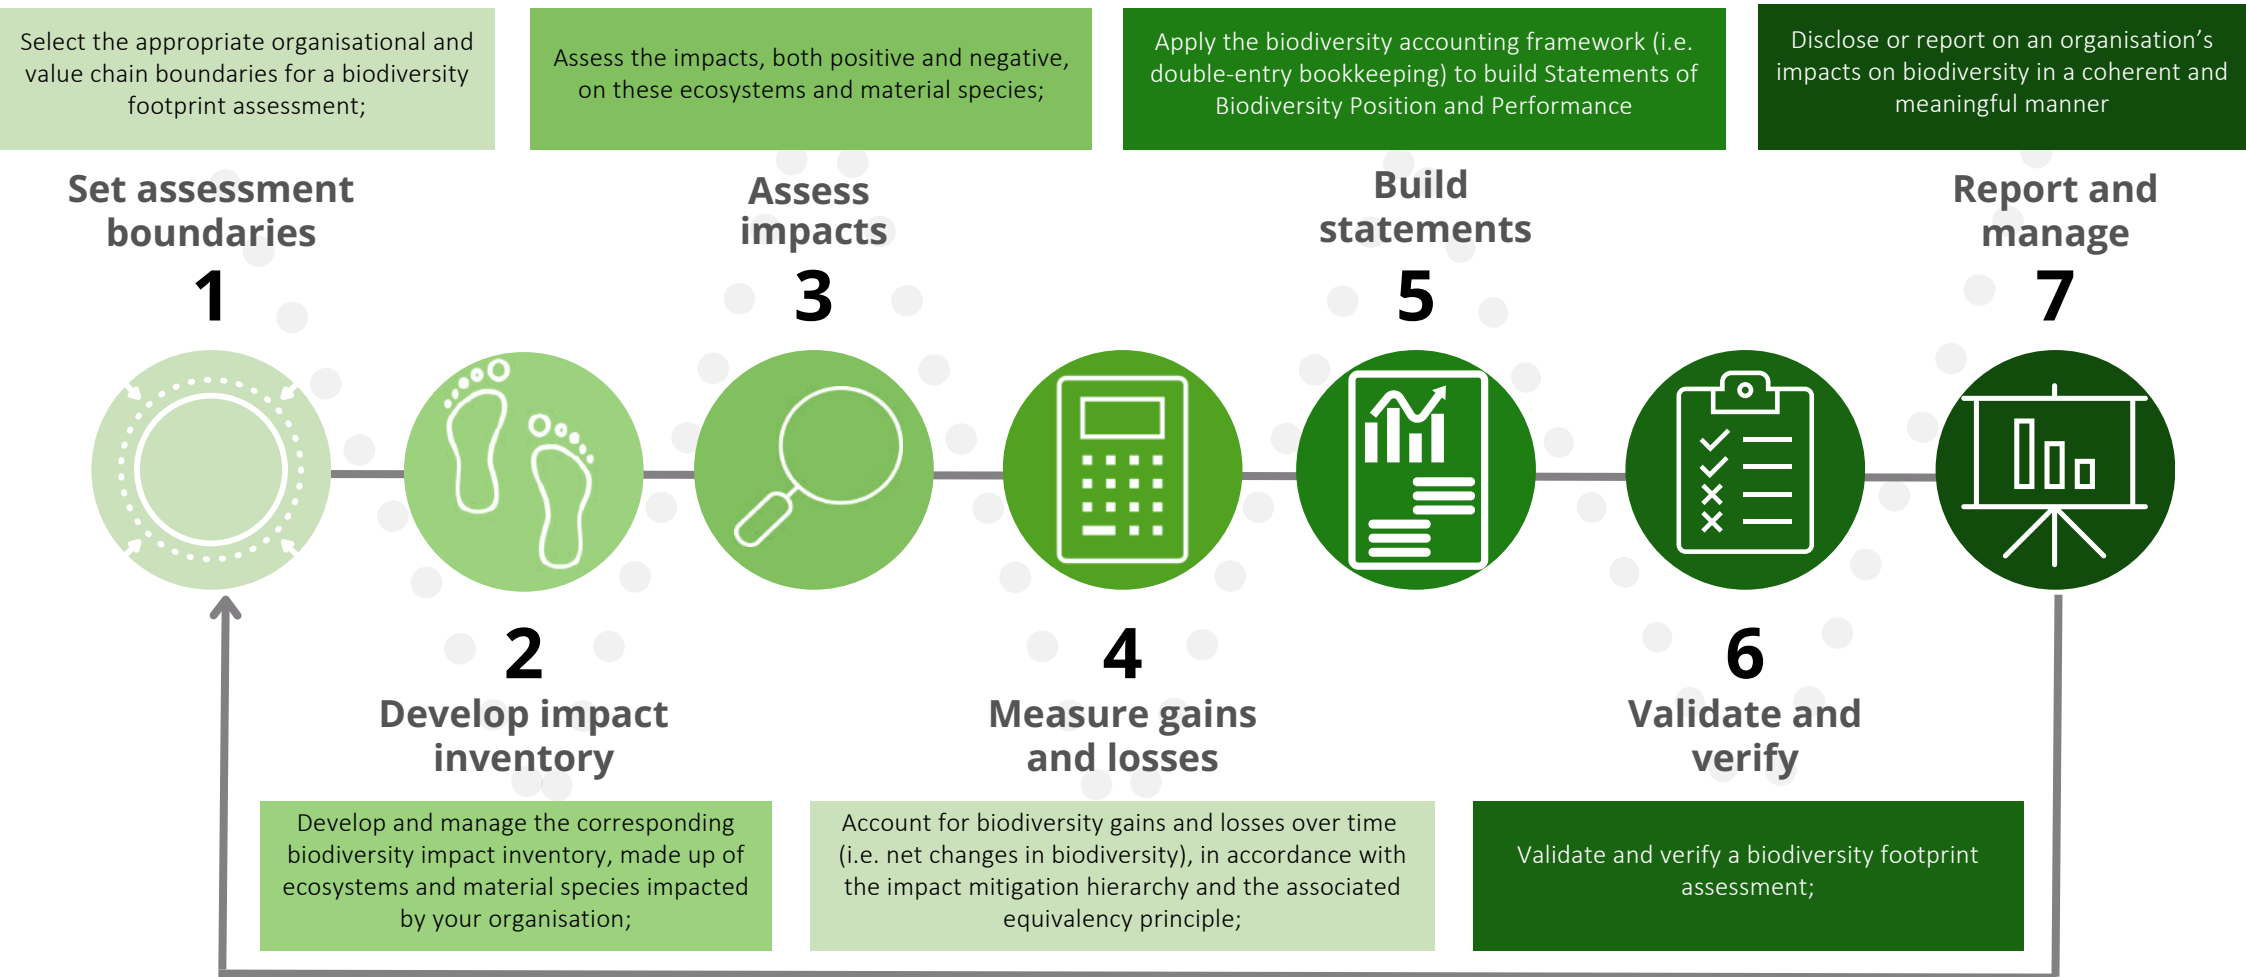 Select the appropriate organisational and
value chain boundaries for a biodiversity
footprint assessment;
Set assessment
boundaries
1
2
Develop impact
inventory
Develop and manage the corresponding
biodiversity impact inventory, made up of
ecosystems and material species impacted
by your organisation;
Assess the impacts, both positive and negative,
on these ecosystems and material species;
Assess
impacts
3
4
Measure gains
and losses
Account for biodiversity gains and losses over time
(i.e. net changes in biodiversity), in accordance with
the impact mitigation hierarchy and the associated
equivalency principle;
Apply the biodiversity accounting framework (i.e.
double-entry bookkeeping) to build Statements of
Biodiversity Position and Performance
Build
statements
5
6
Validate and
verify
Validate and verify a biodiversity footprint
assessment;
Disclose or report on an organisation’s
impacts on biodiversity in a coherent and
meaningful manner
Report and
manage
7